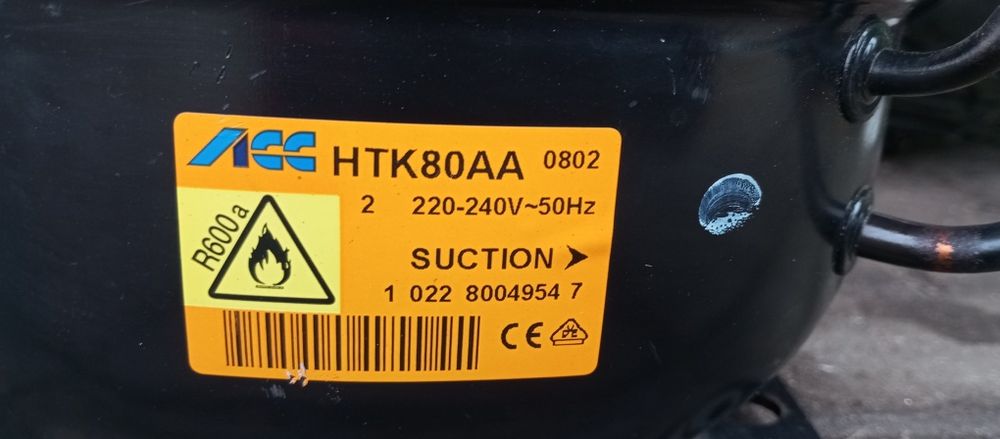 ACC HTK80AA 0802
2 220-240V~50Hz
R600a
SUCTION ➤
1 022 8004954 7
CE